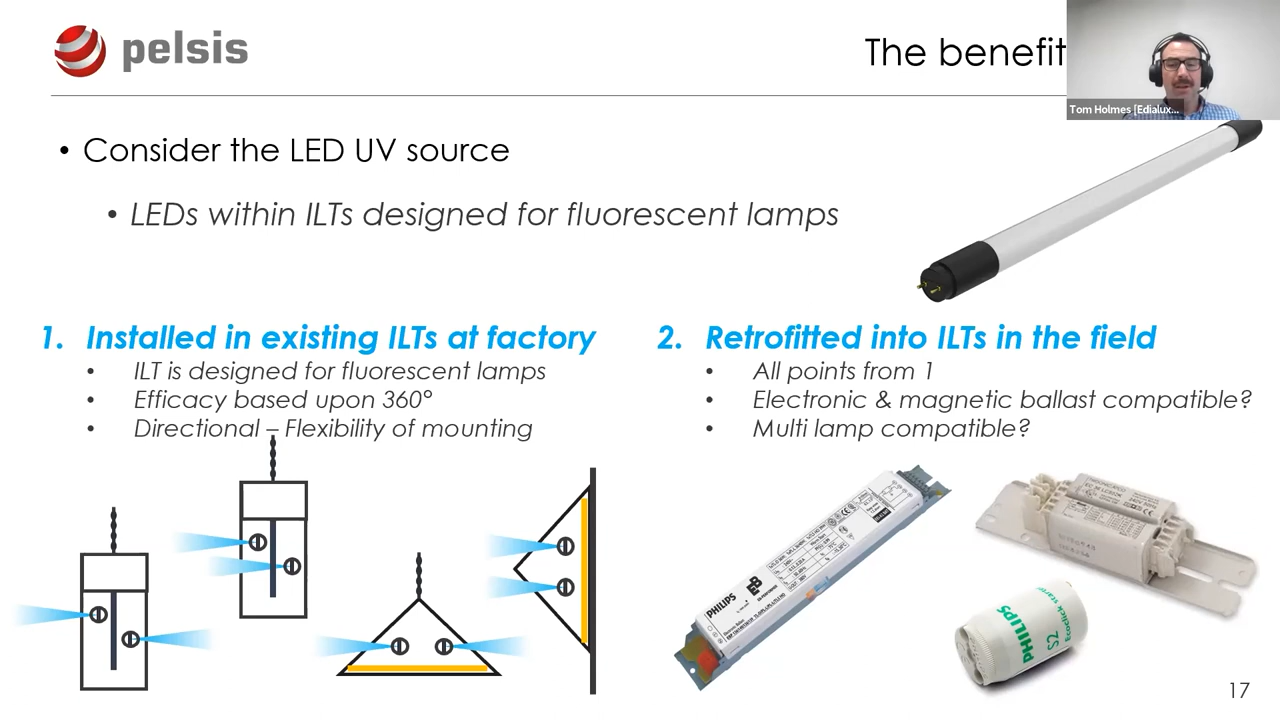 pelsis
The benefit
Tom Holmes [Edialux...
• Consider the LED UV source
• LEDs within ILTs designed for fluorescent lamps
1. Installed in existing ILTs at factory
• ILT is designed for fluorescent lamps
• Efficacy based upon 360°
• Directional – Flexibility of mounting
2. Retrofitted into ILTs in the field
• All points from 1
• Electronic & magnetic ballast compatible?
• Multi lamp compatible?
PHILIPS
EB
PHILIPS
S2
Ecoclick starter
17